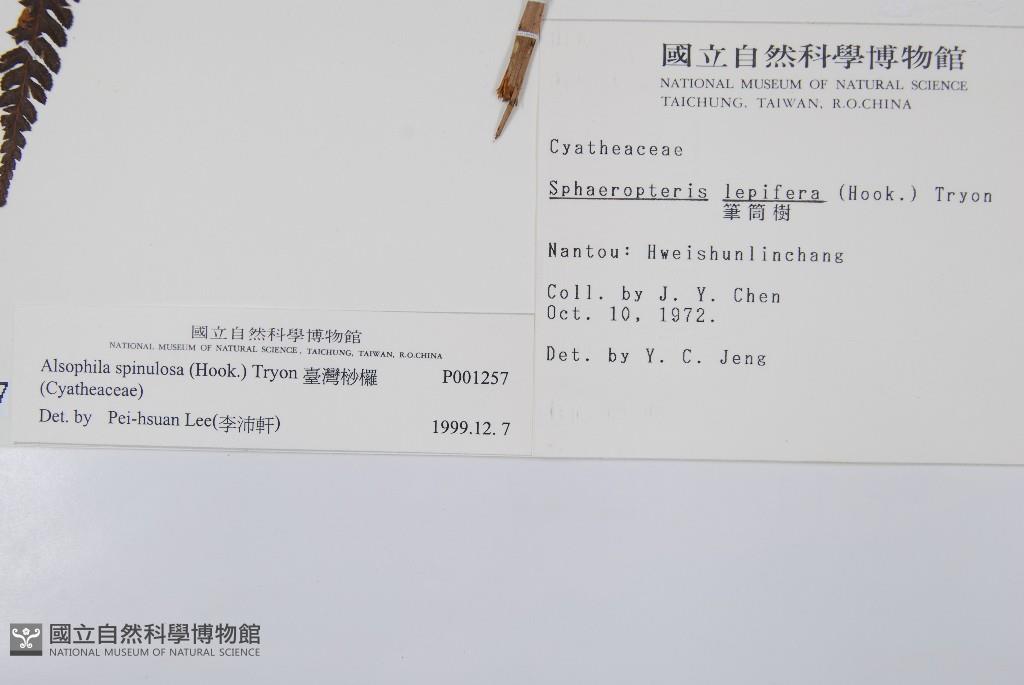 國立自然科學博物館
NATIONAL MUSEUM OF NATURAL SCIENCE
TAICHUNG, TAIWAN, R.O.CHINA
Cyatheaceae
Sphaeropteris lepifera (Hook.) Tryon
筆筒樹
Nantou: Hweishunlinchang
Coll. by J. Y. Chen
Oct. 10, 1972.
Det. by Y. C. Jeng
國立自然科學博物館
NATIONAL MUSEUM OF NATURAL SCIENCE, TAICHUNG, TAIWAN, R.O.CHINA
Alsophila spinulosa (Hook.) Tryon 臺灣桫欏 P001257
(Cyatheaceae)
Det. by Pei-hsuan Lee(李沛軒) 1999.12.7
7
國立自然科學博物館
NATIONAL MUSEUM OF NATURAL SCIENCE